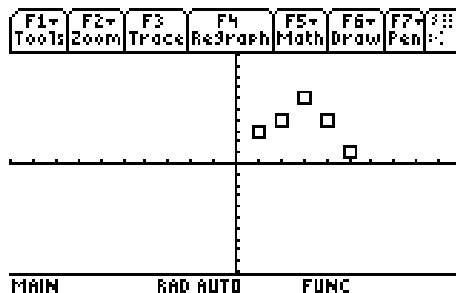 F1 F2 F3 F4 F5 F6 F7
Tools Zoom Trace ReGraph Math Draw Pen
MAIN RAD AUTO FUNC